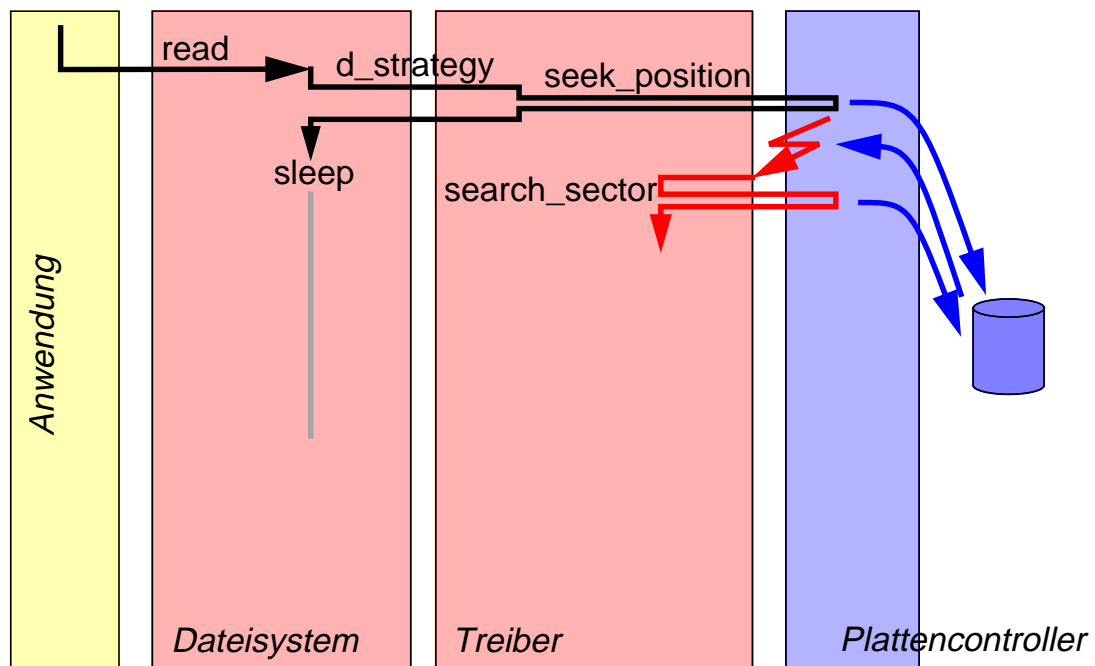 read
d_strategy
seek_position
sleep
search_sector
Anwendung
Dateisystem
Treiber
Plattencontroller